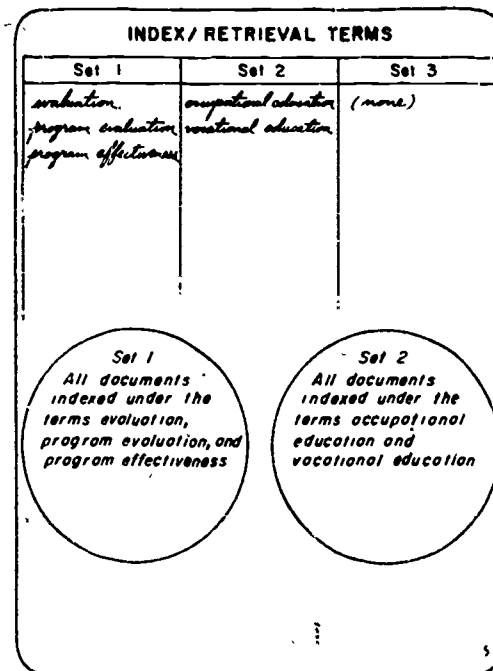 INDEX/RETRIEVAL TERMS
Set 1 Set 2 Set 3
evaluation occupational education (none)
program evaluation vocational education
program effectiveness
Set 1
All documents
indexed under the
terms evaluation,
program evaluation, and
program effectiveness
Set 2
All documents
indexed under the
terms occupational
education and
vocational education